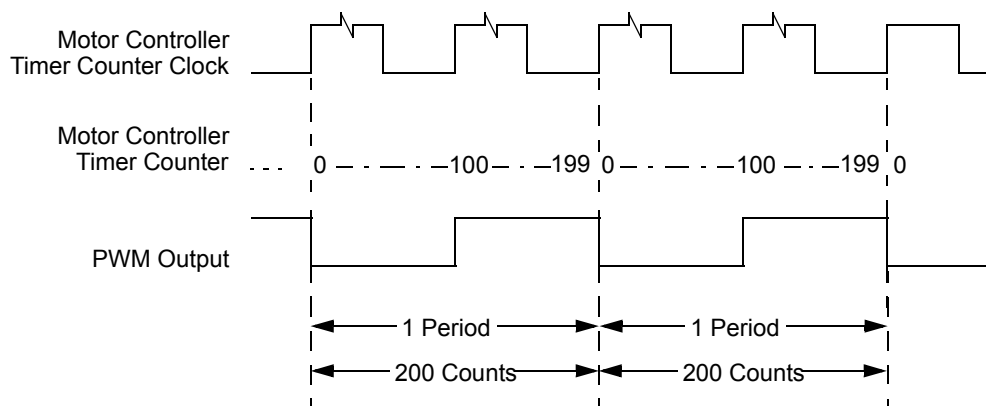 Motor Controller
Timer Counter Clock
Motor Controller
Timer Counter
0
100
199
0
100
199
0
PWM Output
1 Period
1 Period
200 Counts
200 Counts